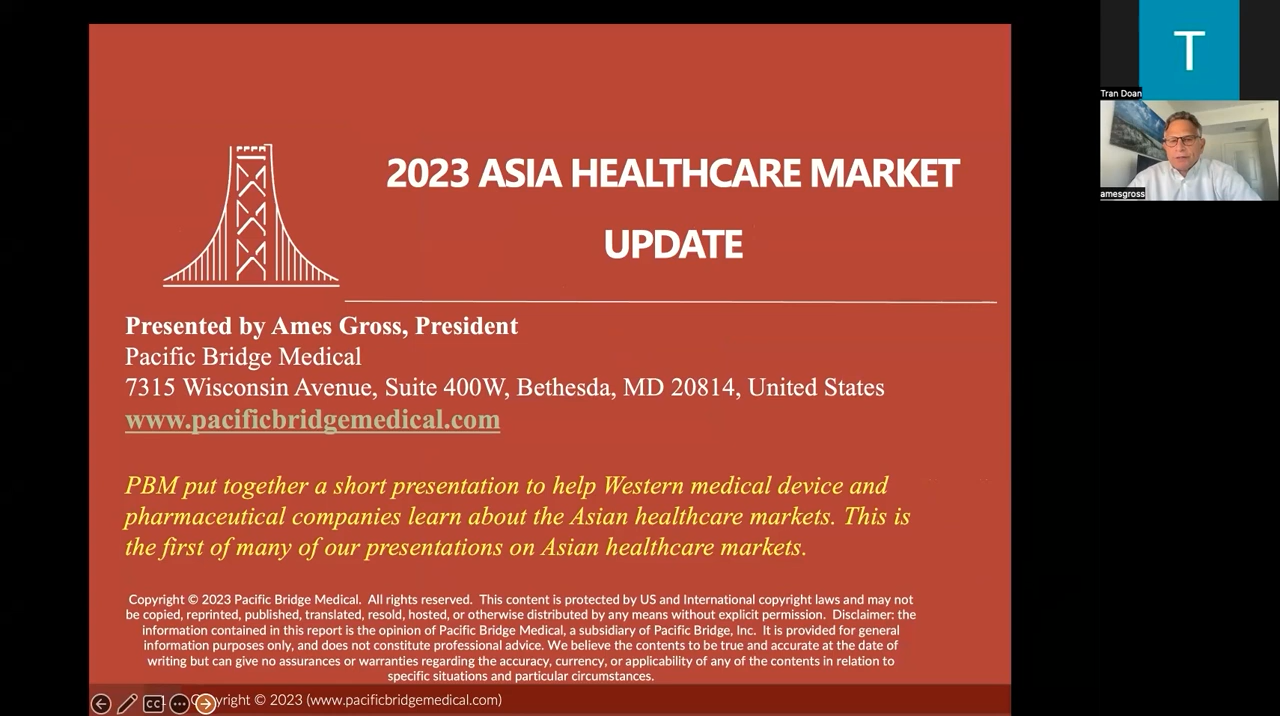 2023 ASIA HEALTHCARE MARKET
UPDATE
Presented by Ames Gross, President
Pacific Bridge Medical
7315 Wisconsin Avenue, Suite 400W, Bethesda, MD 20814, United States
www.pacificbridgemedical.com
PBM put together a short presentation to help Western medical device and
pharmaceutical companies learn about the Asian healthcare markets. This is
the first of many of our presentations on Asian healthcare markets.
Copyright © 2023 Pacific Bridge Medical. All rights reserved. This content is protected by US and International copyright laws and may not
be copied, reprinted, published, translated, resold, hosted, or otherwise distributed by any means without explicit permission. Disclaimer: the
information contained in this report is the opinion of Pacific Bridge Medical, a subsidiary of Pacific Bridge, Inc. It is provided for general
information purposes only, and does not constitute professional advice. We believe the contents to be true and accurate at the date of
writing but can give no assurances or warranties regarding the accuracy, currency, or applicability of any of the contents in relation to
specific situations and particular circumstances.
CC
© 2023 (www.pacificbridgemedical.com)
T
Tran Doan
amesgross